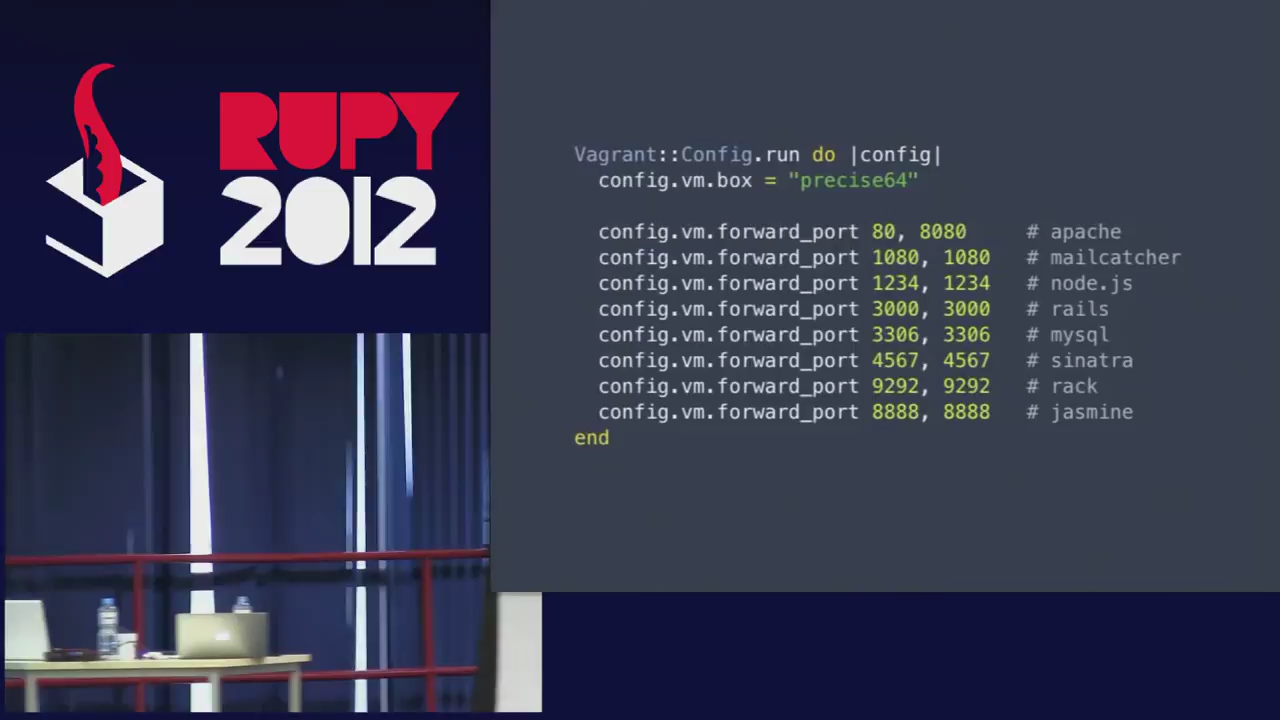 RUPY
2012
Vagrant::Config.run do |config|
  config.vm.box = "precise64"
  config.vm.forward_port 80, 8080     # apache
  config.vm.forward_port 1080, 1080   # mailcatcher
  config.vm.forward_port 1234, 1234   # node.js
  config.vm.forward_port 3000, 3000   # rails
  config.vm.forward_port 3306, 3306   # mysql
  config.vm.forward_port 4567, 4567   # sinatra
  config.vm.forward_port 9292, 9292   # rack
  config.vm.forward_port 8888, 8888   # jasmine
end